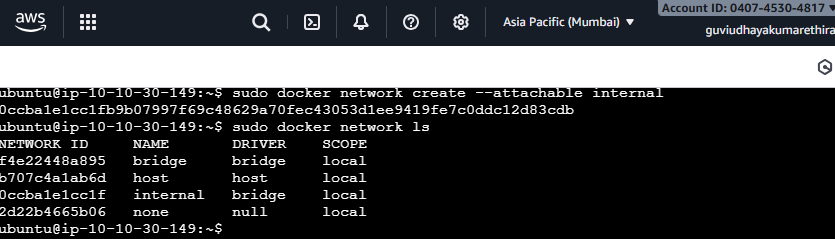 aws
Asia Pacific (Mumbai) ▼
Account ID: 0407-4530-4817 ▼
guviudhayakumarethira
ubuntu@ip-10-10-30-149:~$ sudo docker network create --attachable internal
0ccba1e1cc1fb9b07997f69c48629a70fec43053d1ee9419fe7c0ddc12d83cdb
ubuntu@ip-10-10-30-149:~$ sudo docker network ls
NETWORK ID NAME DRIVER SCOPE
f4e22448a895 bridge bridge local
b707c4a1ab6d host host local
0ccba1e1cc1f internal bridge local
2d22b4665b06 none null local
ubuntu@ip-10-10-30-149:~$